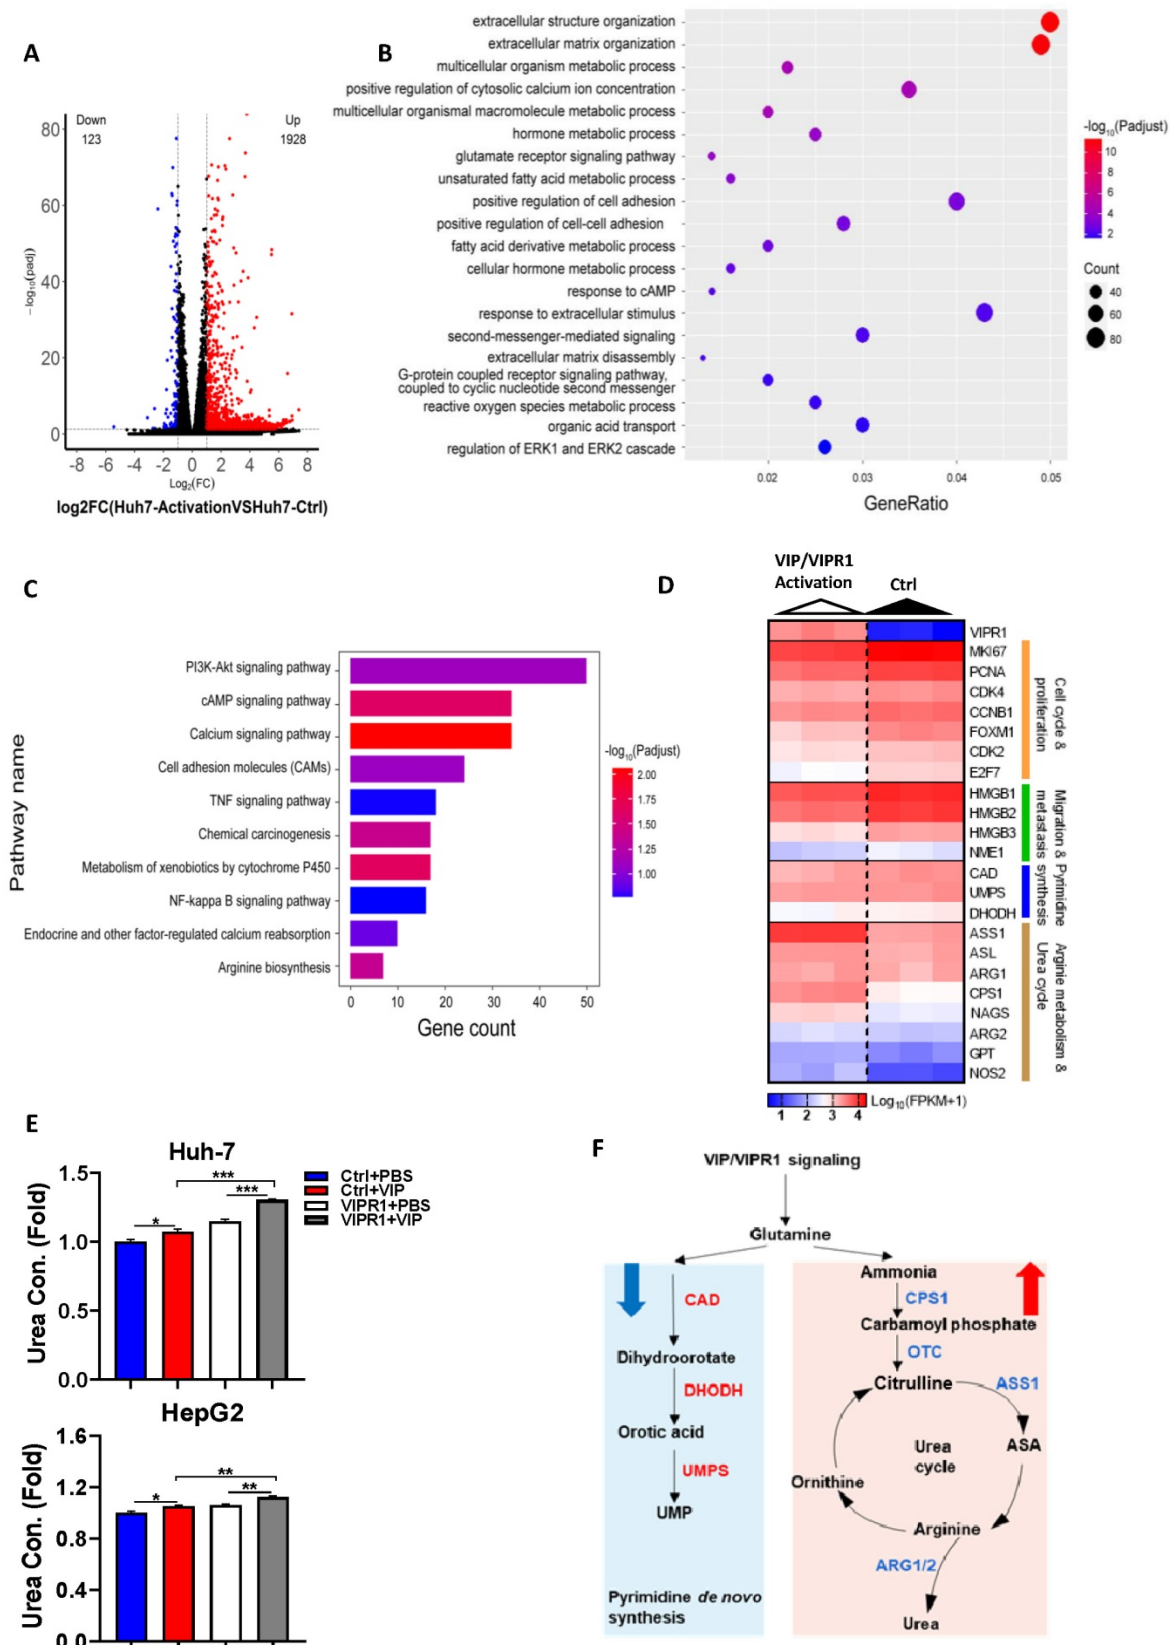 A
Down
123
Up
1928
80
60
40
20
0
-log₁₀(padj)
-8 -6 -4 -2 0 2 4 6 8
Log₂(FC)
log2FC(Huh7-ActivationVSHuh7-Ctrl)
B
extracellular structure organization
extracellular matrix organization
multicellular organism metabolic process
positive regulation of cytosolic calcium ion concentration
multicellular organismal macromolecule metabolic process
hormone metabolic process
glutamate receptor signaling pathway
unsaturated fatty acid metabolic process
positive regulation of cell adhesion
positive regulation of cell-cell adhesion
fatty acid derivative metabolic process
cellular hormone metabolic process
response to cAMP
response to extracellular stimulus
second-messenger-mediated signaling
extracellular matrix disassembly
G-protein coupled receptor signaling pathway,
coupled to cyclic nucleotide second messenger
reactive oxygen species metabolic process
organic acid transport
regulation of ERK1 and ERK2 cascade
0.02 0.03 0.04 0.05
GeneRatio
-log₁₀(Padjust)
10
8
6
4
2
Count
40
60
80
C
Pathway name
PI3K-Akt signaling pathway
cAMP signaling pathway
Calcium signaling pathway
Cell adhesion molecules (CAMs)
TNF signaling pathway
Chemical carcinogenesis
Metabolism of xenobiotics by cytochrome P450
NF-kappa B signaling pathway
Endocrine and other factor-regulated calcium reabsorption
Arginine biosynthesis
0 10 20 30 40 50
Gene count
-log₁₀(Padjust)
2.00
1.75
1.50
1.25
1.00
D
VIP/VIPR1
Activation
Ctrl
VIPR1
MKI67
PCNA
CDK4
CCNB1
FOXM1
CDK2
E2F7
HMGB1
HMGB2
HMGB3
NME1
CAD
UMPS
DHODH
ASS1
ASL
ARG1
CPS1
NAGS
ARG2
GPT
NOS2
Cell cycle &
proliferation
Migration &
metastasis
Pyrimidine
synthesis
Arginie metabolism &
Urea cycle
1 2 3 4
Log₁₀(FPKM+1)
E
Huh-7
Urea Con. (Fold)
1.5
1.0
0.5
0.0
*
***
***
Ctrl+PBS
Ctrl+VIP
VIPR1+PBS
VIPR1+VIP
HepG2
Urea Con. (Fold)
1.6
1.2
0.8
0.4
0.0
*
**
**
F
VIP/VIPR1 signaling
Glutamine
CAD
Dihydroorotate
DHODH
Orotic acid
UMPS
UMP
Pyrimidine de novo
synthesis
Ammonia
CPS1
Carbamoyl phosphate
OTC
Citrulline
ASS1
ASA
Urea
cycle
Ornithine
Arginine
ARG1/2
Urea